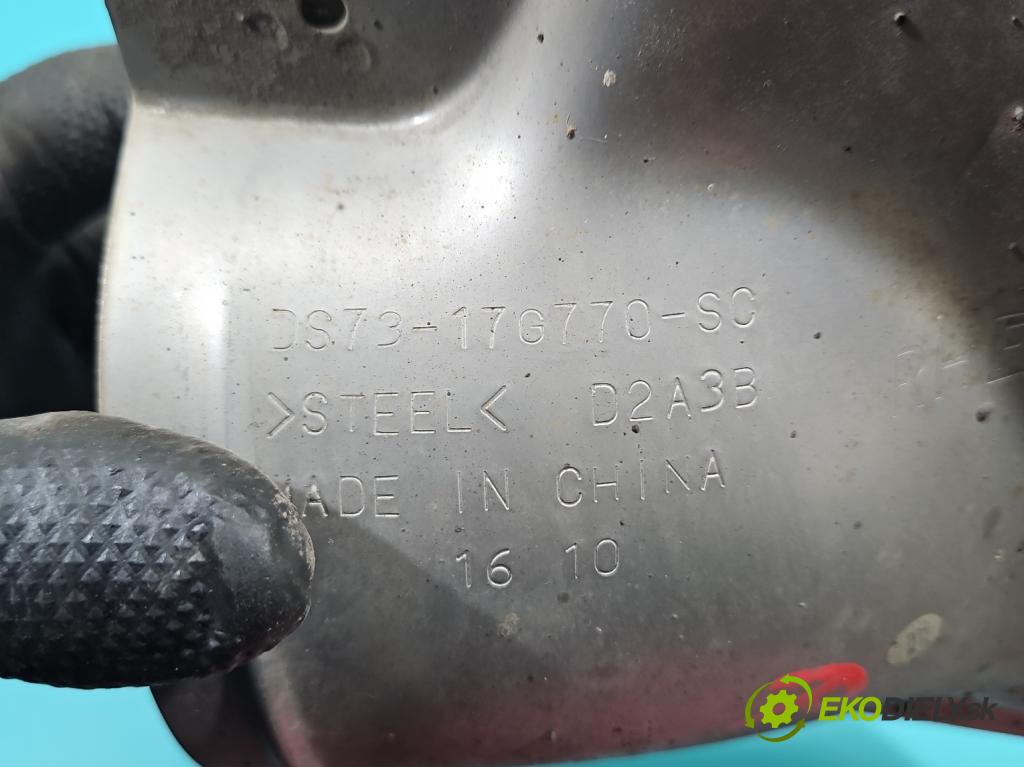 DS73-17G770-SC
>STEEL< D2A3B
MADE IN CHINA
16 10
EKODIELY.sk